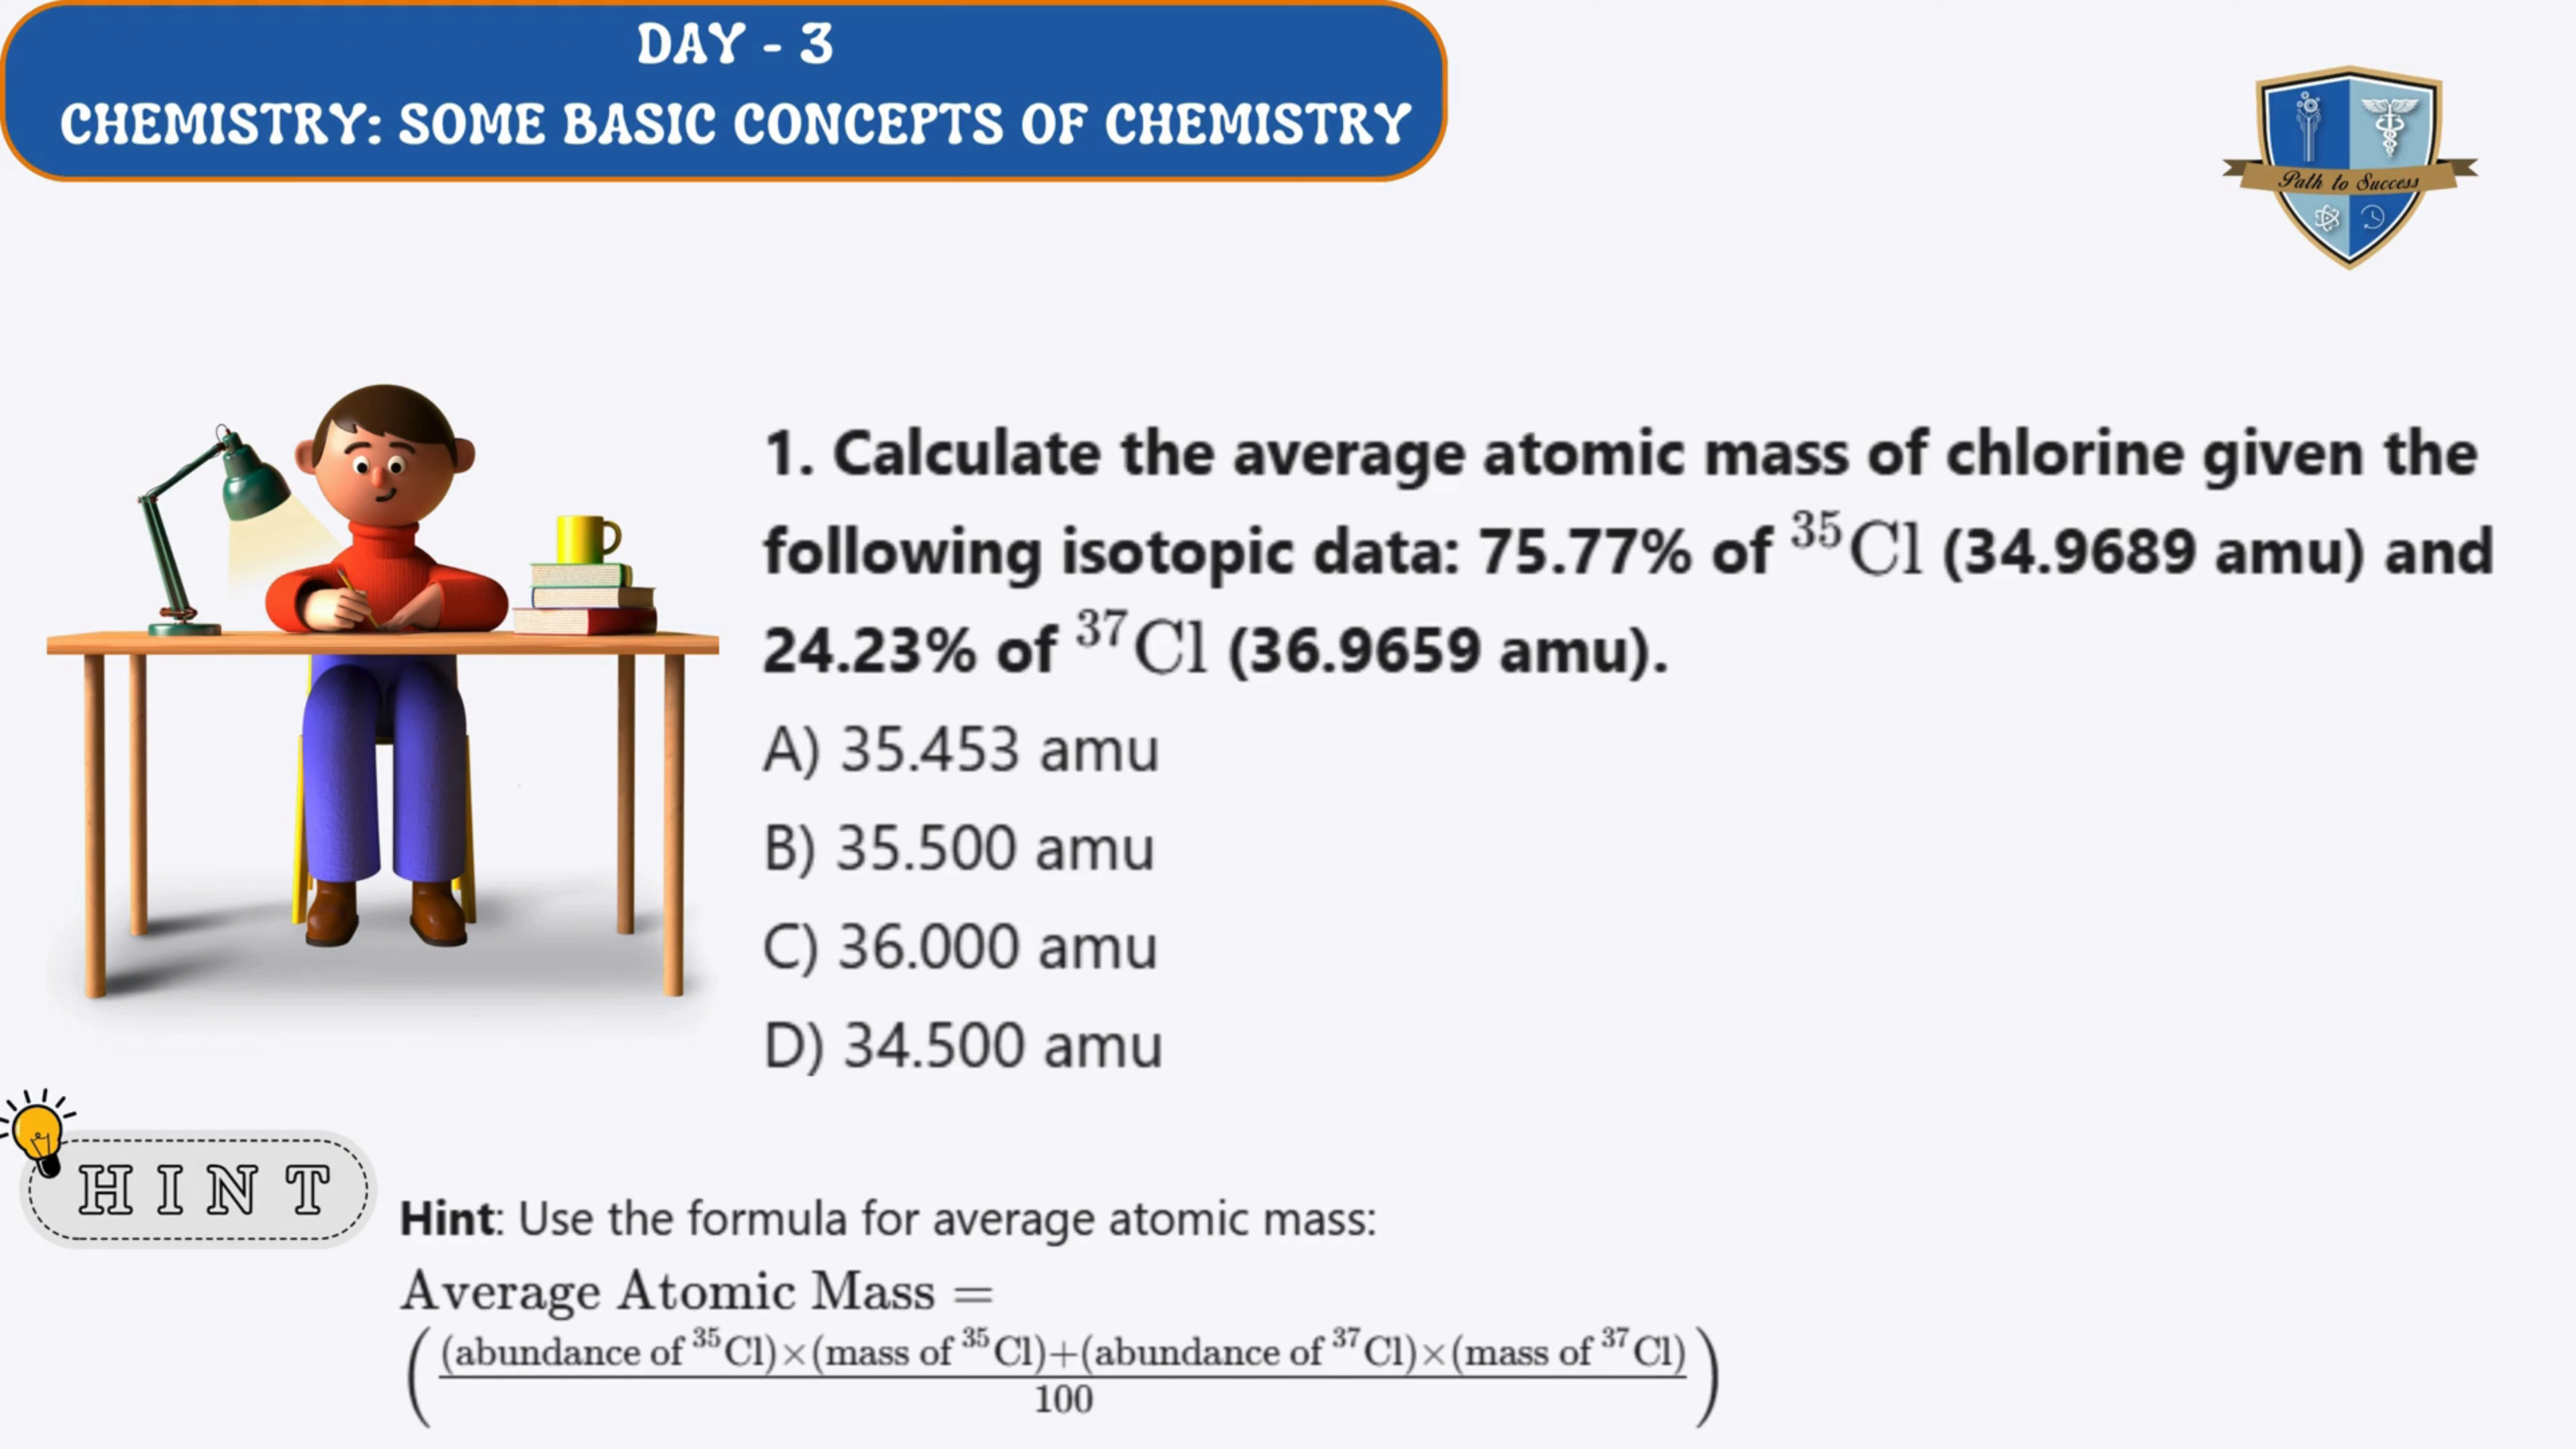 DAY - 3
CHEMISTRY: SOME BASIC CONCEPTS OF CHEMISTRY
Path to Success
1. Calculate the average atomic mass of chlorine given the
following isotopic data: 75.77% of ³⁵Cl (34.9689 amu) and
24.23% of ³⁷Cl (36.9659 amu).
A) 35.453 amu
B) 35.500 amu
C) 36.000 amu
D) 34.500 amu
HINT
Hint: Use the formula for average atomic mass:
Average Atomic Mass =
((abundance of ³⁵Cl)×(mass of ³⁵Cl)+(abundance of ³⁷Cl)×(mass of ³⁷Cl)
100)